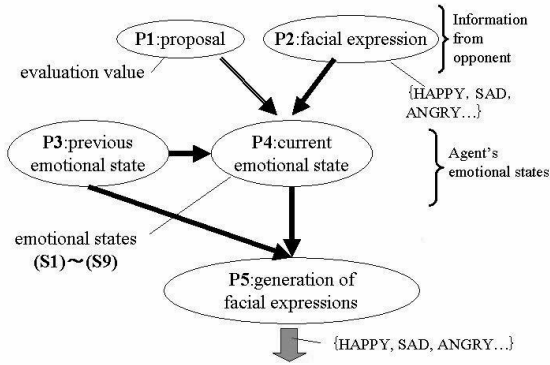 P1:proposal
P2:facial expression
Information
from
opponent
evaluation value
{HAPPY, SAD,
ANGRY…}
P3:previous
emotional state
P4:current
emotional state
Agent's
emotional states
emotional states
(S1)～(S9)
P5:generation of
facial expressions
{HAPPY, SAD, ANGRY…}